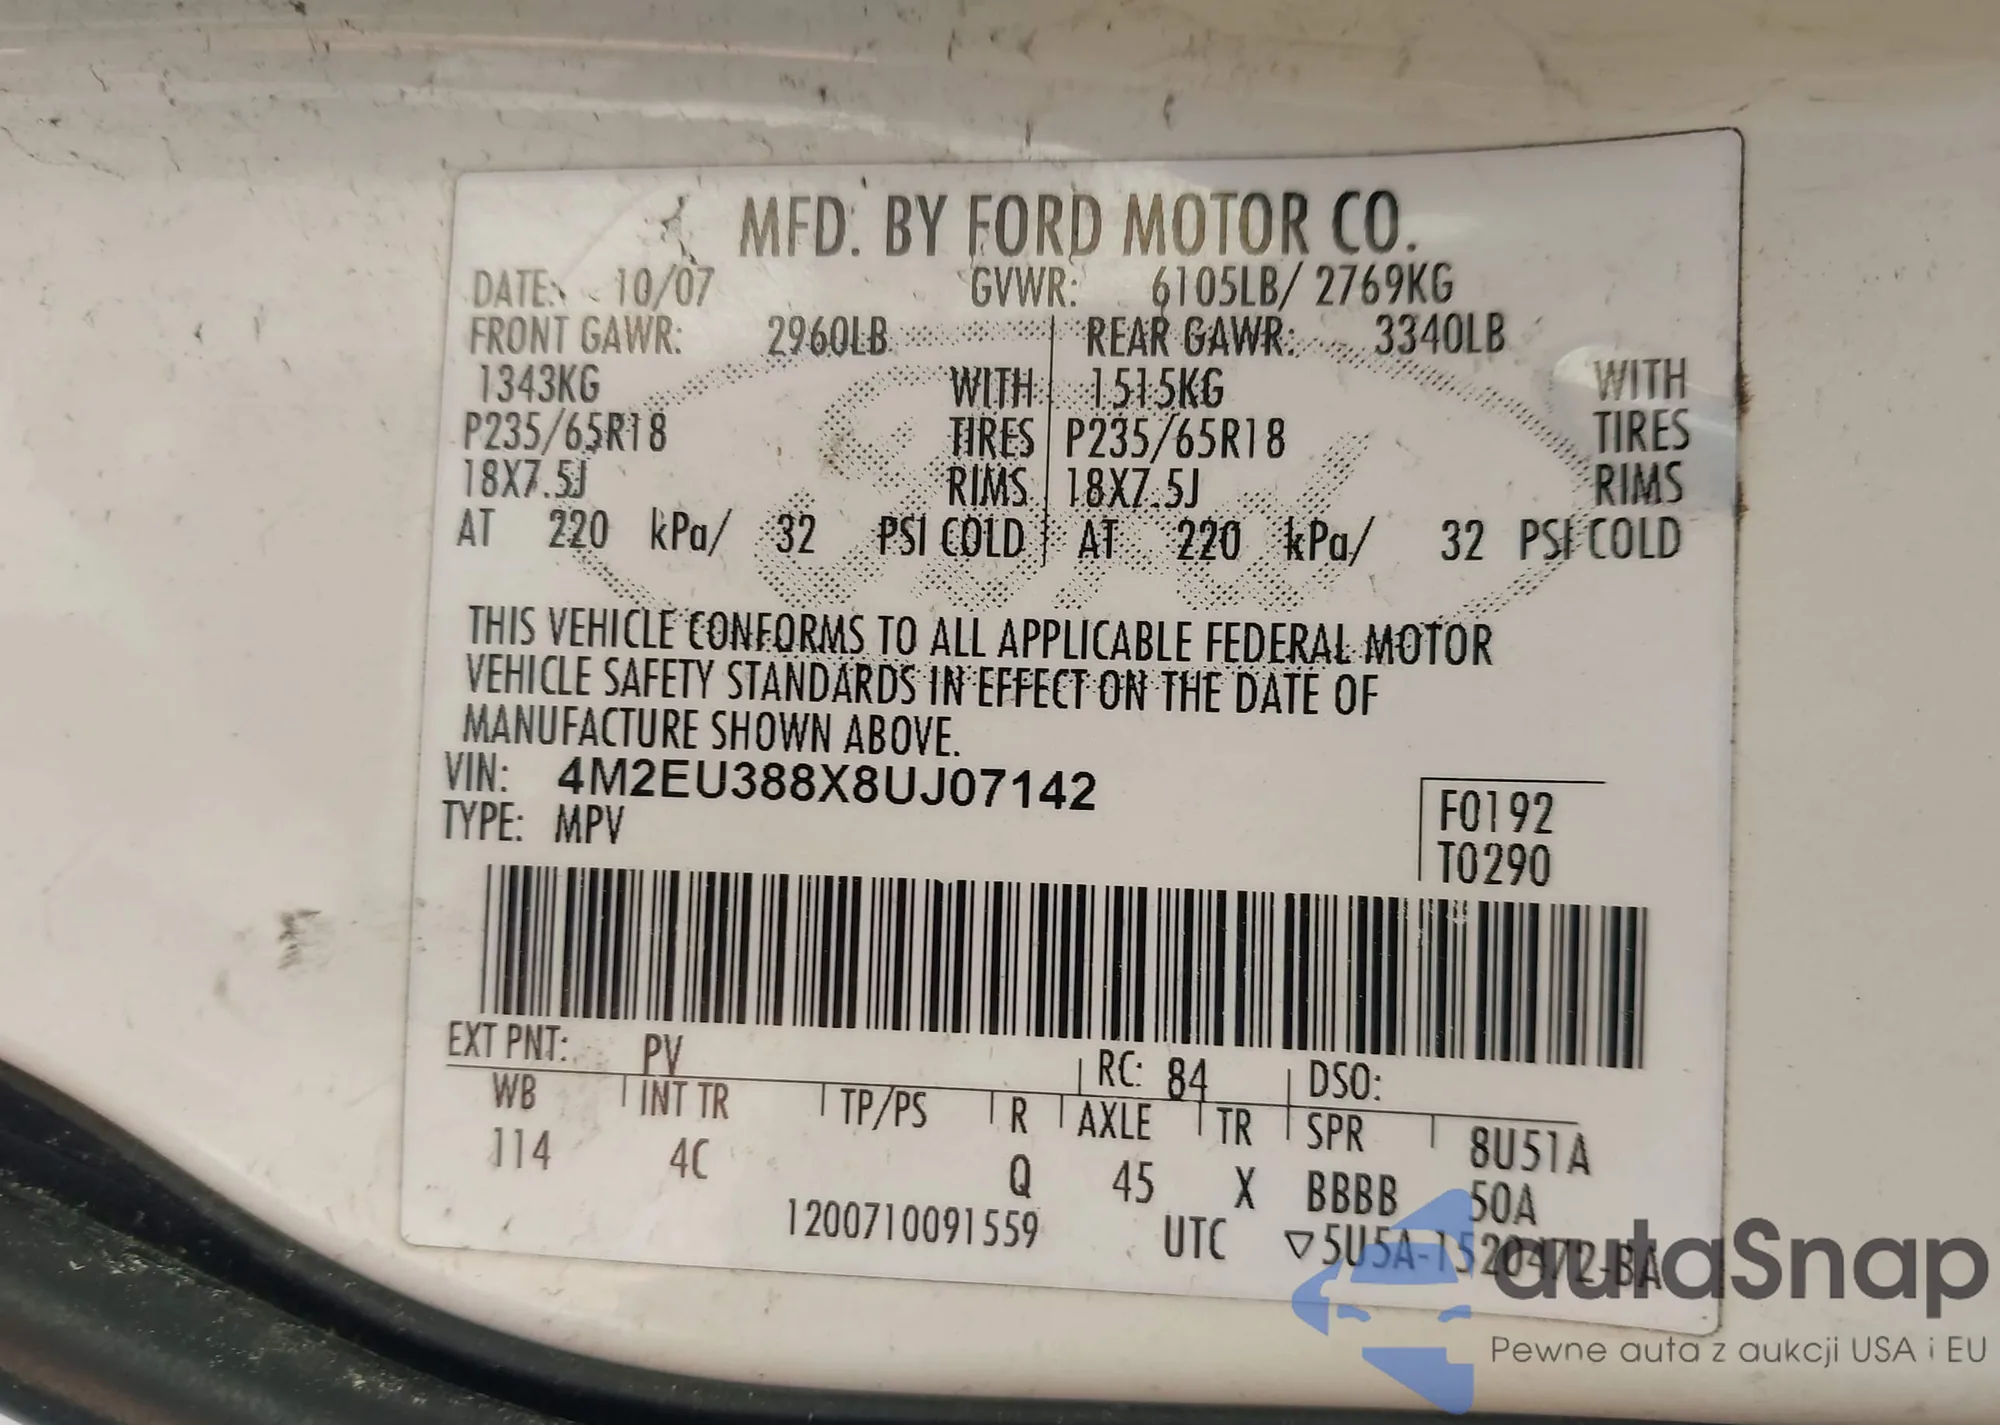 MFD. BY FORD MOTOR CO.
DATE: 10/07 GVWR: 6105LB/ 2769KG
FRONT GAWR: 2960LB REAR GAWR: 3340LB
1343KG WITH 1515KG WITH
P235/65R18 TIRES P235/65R18 TIRES
18X7.5J RIMS 18X7.5J RIMS
AT 220 kPa/ 32 PSI COLD AT 220 kPa/ 32 PSI COLD
THIS VEHICLE CONFORMS TO ALL APPLICABLE FEDERAL MOTOR
VEHICLE SAFETY STANDARDS IN EFFECT ON THE DATE OF
MANUFACTURE SHOWN ABOVE.
VIN: 4M2EU388X8UJ07142
F0192
TYPE: MPV
T0290
EXT PNT: PV RC: 84 DSO:
WB INT TR TP/PS R AXLE TR SPR 8U51A
114 4C Q 45 X BBBB 50A
1200710091559 UTC ▽5U5A-1520472-BA
autaSnap
Pewne auta z aukcji USA i EU